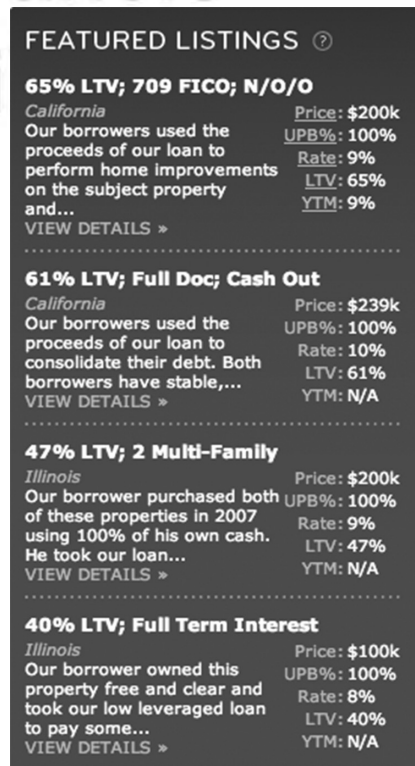 FEATURED LISTINGS ?
65% LTV; 709 FICO; N/O/O
California
Price: $200k
Our borrowers used the
UPB%: 100%
proceeds of our loan to
Rate: 9%
perform home improvements
LTV: 65%
on the subject property
YTM: 9%
and...
VIEW DETAILS »
61% LTV; Full Doc; Cash Out
California
Price: $239k
Our borrowers used the
UPB%: 100%
proceeds of our loan to
Rate: 10%
consolidate their debt. Both
LTV: 61%
borrowers have stable,...
YTM: N/A
VIEW DETAILS »
47% LTV; 2 Multi-Family
Illinois
Price: $200k
Our borrower purchased both
UPB%: 100%
of these properties in 2007
Rate: 9%
using 100% of his own cash.
LTV: 47%
He took our loan...
YTM: N/A
VIEW DETAILS »
40% LTV; Full Term Interest
Illinois
Price: $100k
Our borrower owned this
UPB%: 100%
property free and clear and
Rate: 8%
took our low leveraged loan
LTV: 40%
to pay some...
YTM: N/A
VIEW DETAILS »